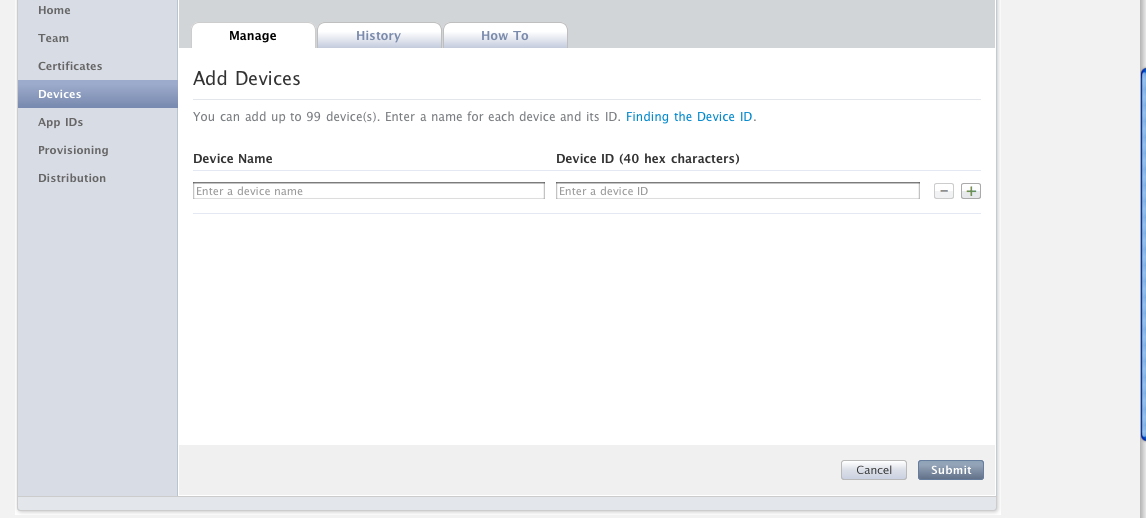 Home
Team
Certificates
Devices
App IDs
Provisioning
Distribution
Manage History How To
Add Devices
You can add up to 99 device(s). Enter a name for each device and its ID. Finding the Device ID.
Device Name Device ID (40 hex characters)
Enter a device name Enter a device ID − +
Cancel Submit